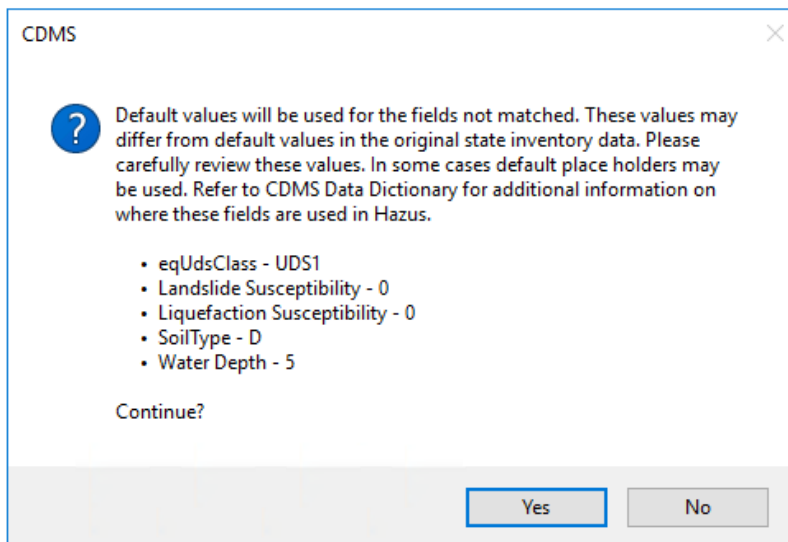 CDMS
Default values will be used for the fields not matched. These values may
differ from default values in the original state inventory data. Please
carefully review these values. In some cases default place holders may
be used. Refer to CDMS Data Dictionary for additional information on
where these fields are used in Hazus.
• eqUdsClass - UDS1
• Landslide Susceptibility - 0
• Liquefaction Susceptibility - 0
• SoilType - D
• Water Depth - 5
Continue?
Yes
No